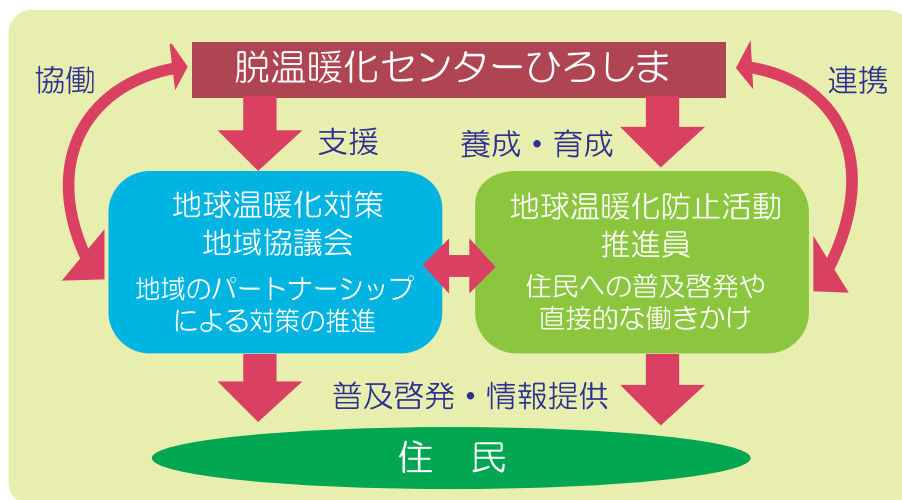 脱温暖化センターひろしま
協働
連携
支援
養成・育成
地球温暖化対策
地域協議会
地域のパートナーシップ
による対策の推進
地球温暖化防止活動
推進員
住民への普及啓発や
直接的な働きかけ
普及啓発・情報提供
住　民